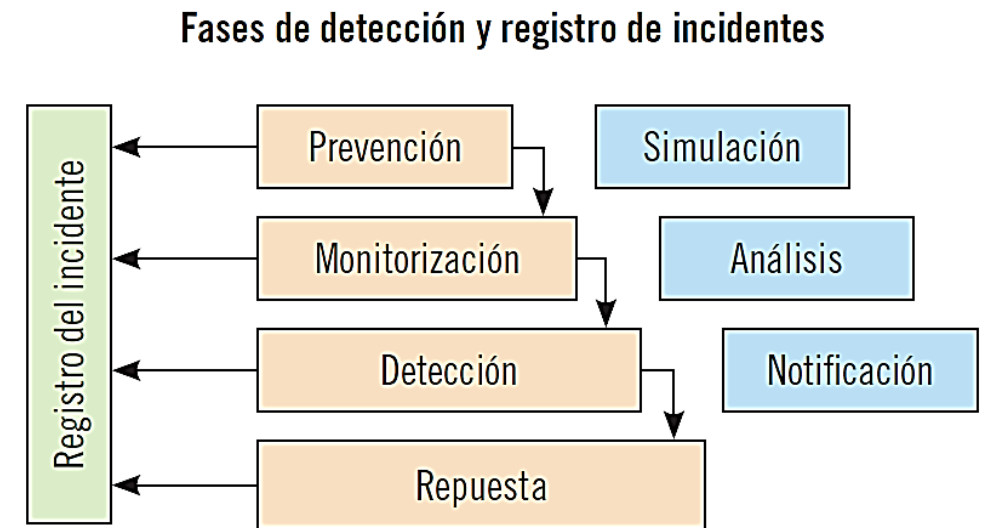 Fases de detección y registro de incidentes
Registro del incidente
Prevención
Simulación
Monitorización
Análisis
Detección
Notificación
Repuesta